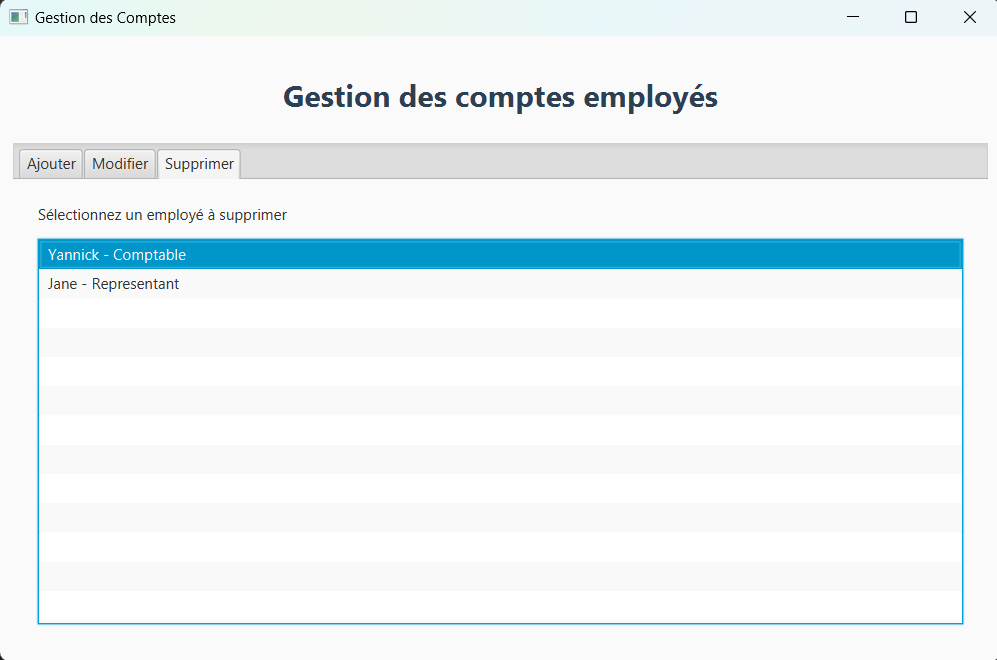 Gestion des Comptes
Gestion des comptes employés
Ajouter Modifier Supprimer
Sélectionnez un employé à supprimer
Yannick - Comptable
Jane - Representant